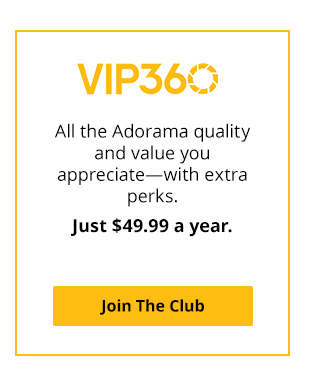 VIP360
All the Adorama quality
and value you
appreciate—with extra
perks.
Just $49.99 a year.
Join The Club